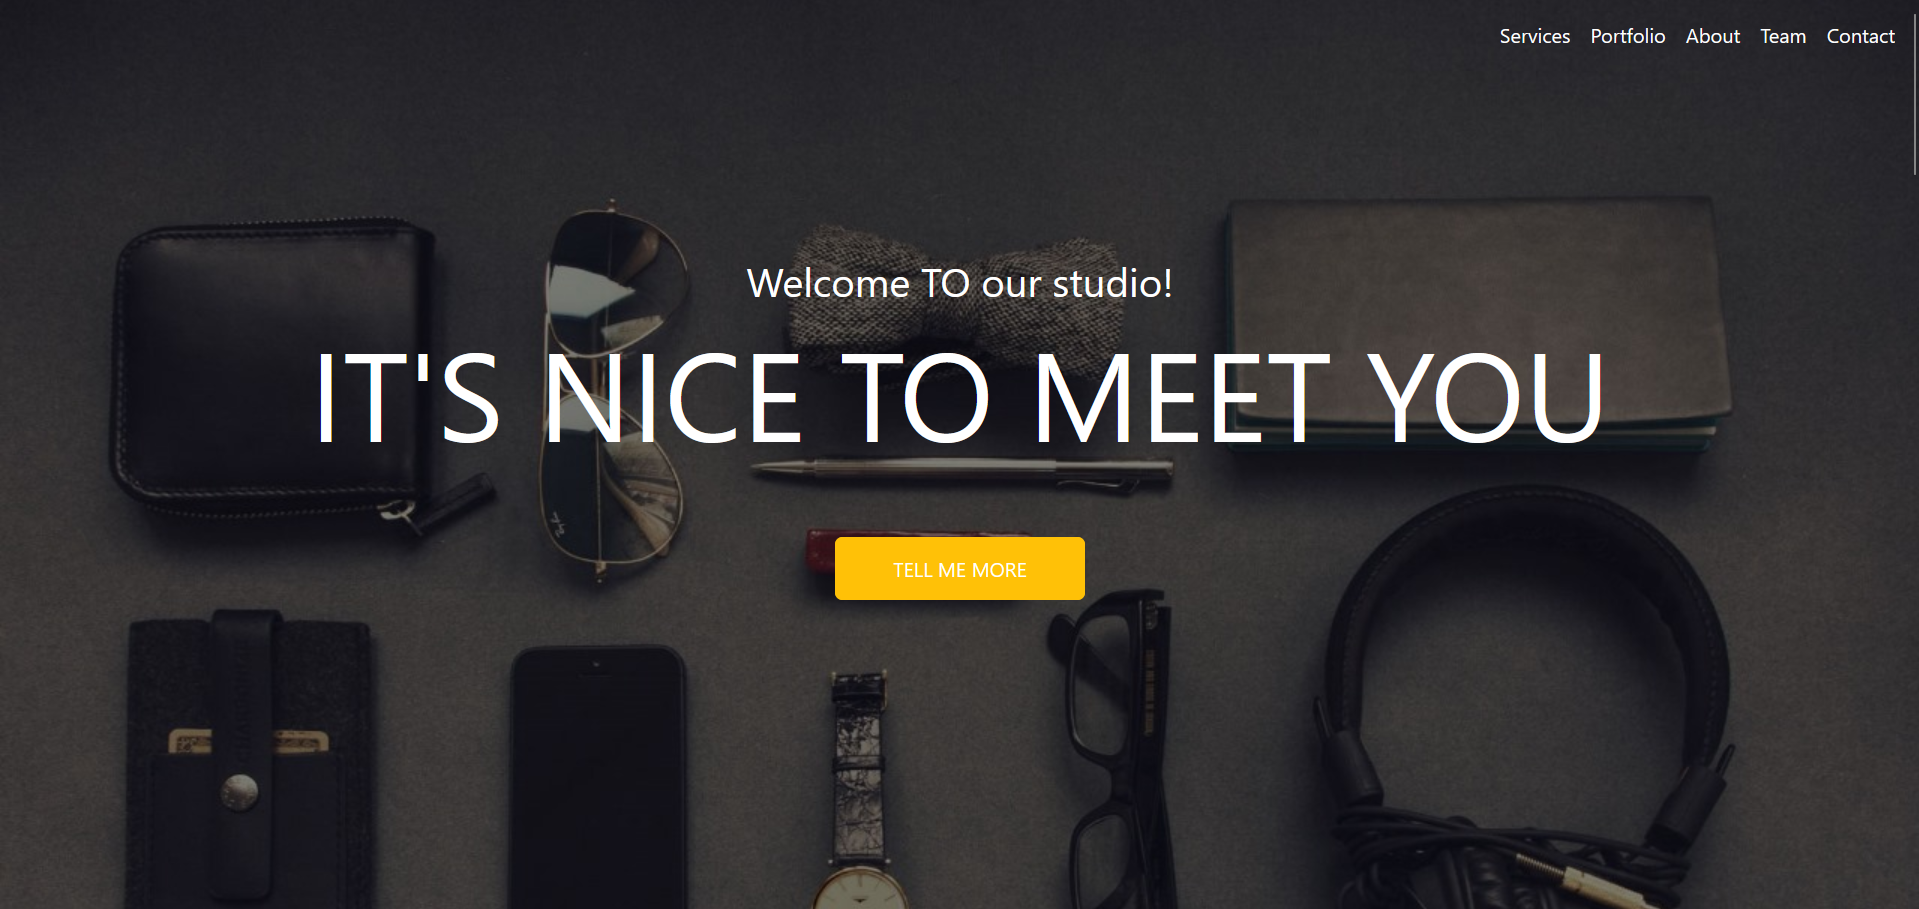 Services Portfolio About Team Contact
Welcome TO our studio!
IT'S NICE TO MEET YOU
TELL ME MORE